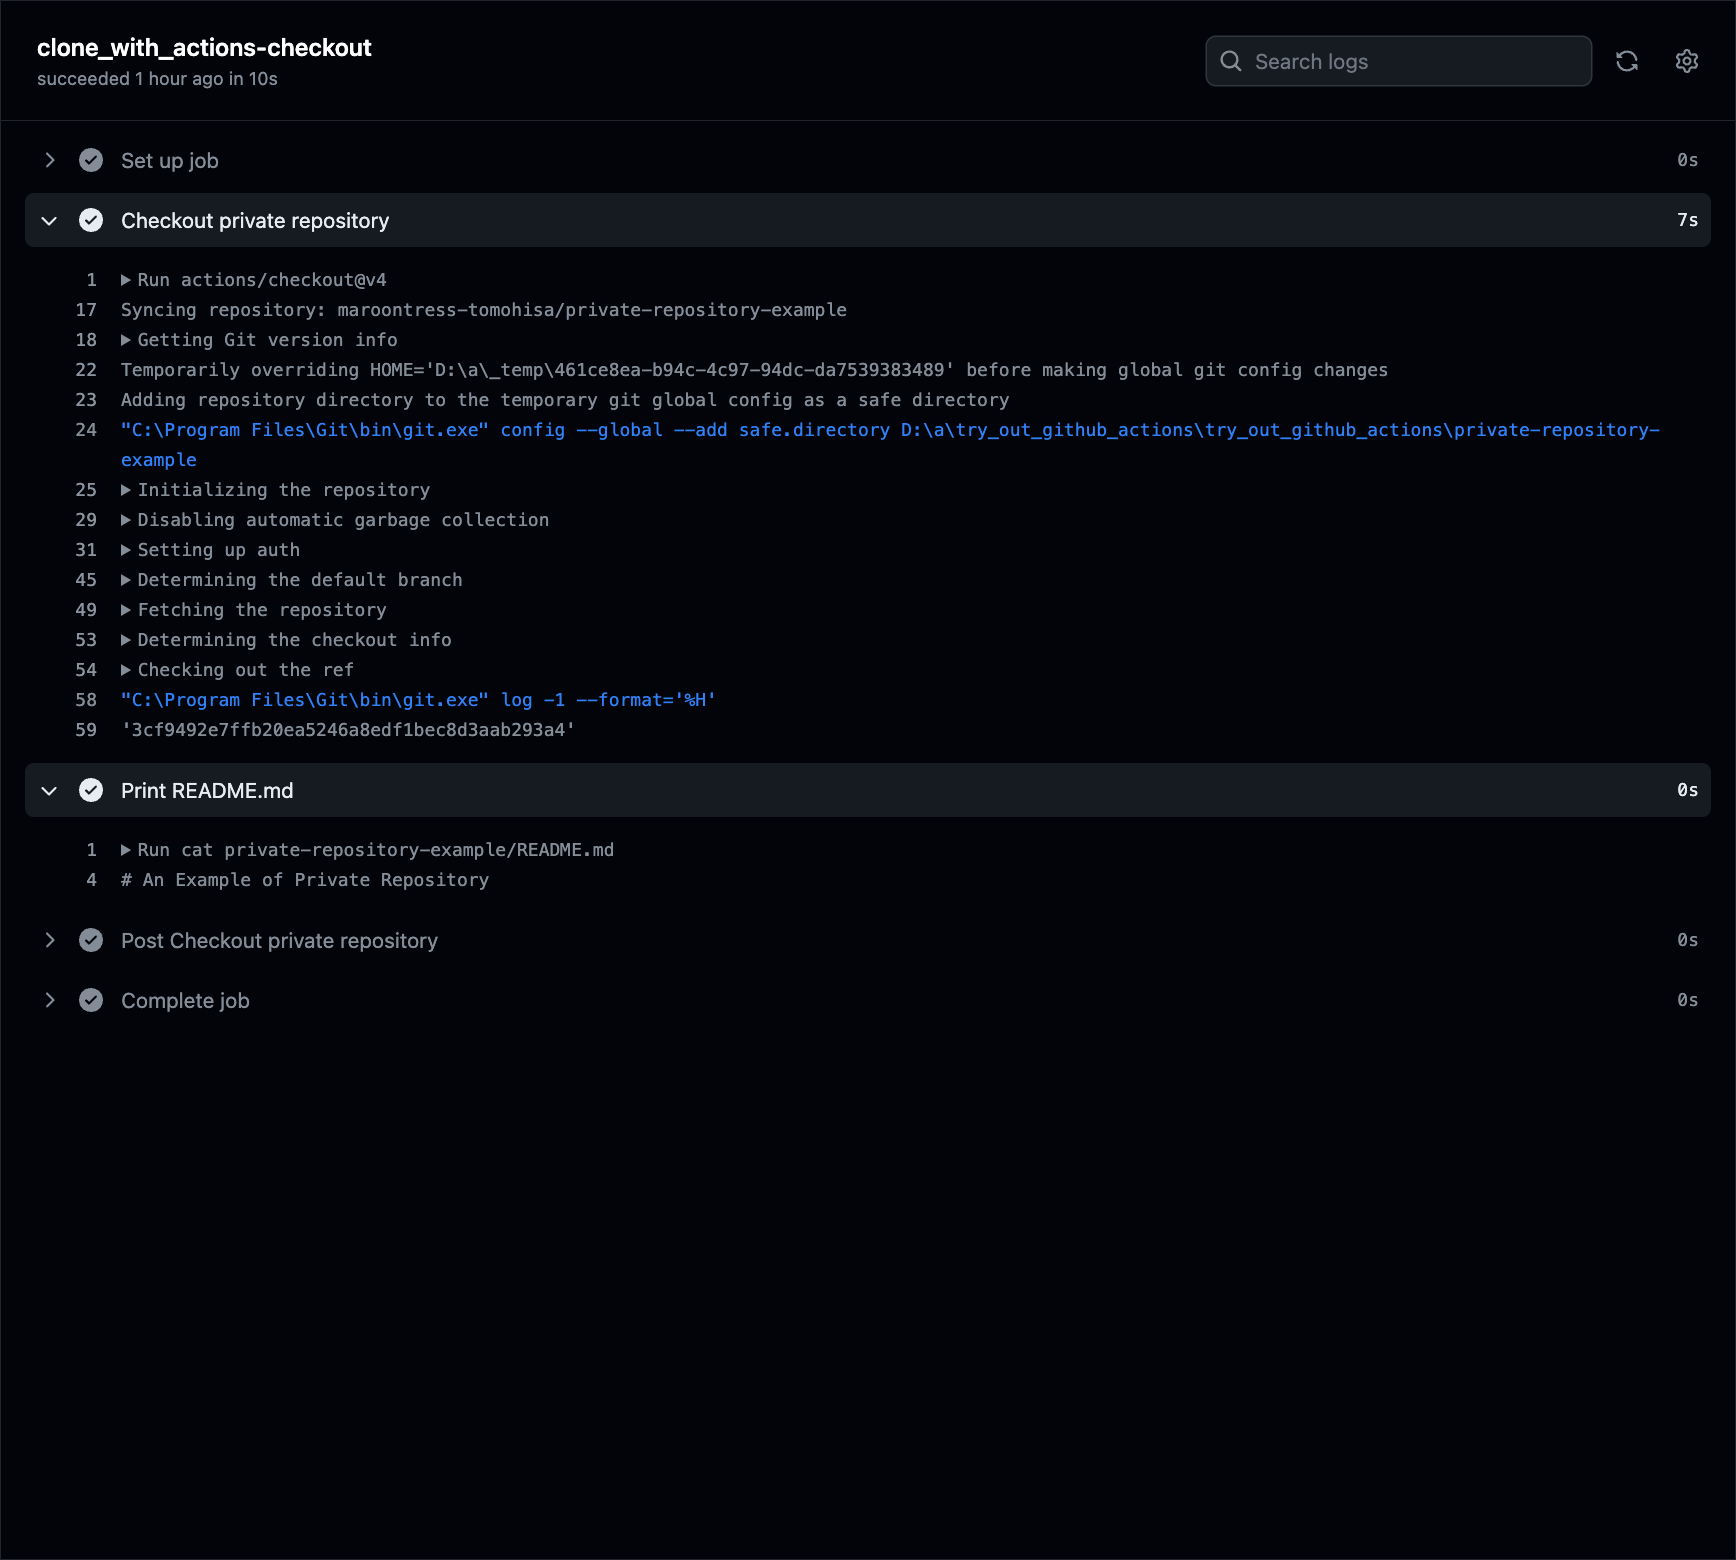 clone_with_actions-checkout
succeeded 1 hour ago in 10s
Search logs
Set up job 0s
Checkout private repository 7s
1 Run actions/checkout@v4
17 Syncing repository: maroontress-tomohisa/private-repository-example
18 Getting Git version info
22 Temporarily overriding HOME='D:\a\_temp\461ce8ea-b94c-4c97-94dc-da7539383489' before making global git config changes
23 Adding repository directory to the temporary git global config as a safe directory
24 "C:\Program Files\Git\bin\git.exe" config --global --add safe.directory D:\a\try_out_github_actions\try_out_github_actions\private-repository-
example
25 Initializing the repository
29 Disabling automatic garbage collection
31 Setting up auth
45 Determining the default branch
49 Fetching the repository
53 Determining the checkout info
54 Checking out the ref
58 "C:\Program Files\Git\bin\git.exe" log -1 --format='%H'
59 '3cf9492e7ffb20ea5246a8edf1bec8d3aab293a4'
Print README.md 0s
1 Run cat private-repository-example/README.md
4 # An Example of Private Repository
Post Checkout private repository 0s
Complete job 0s